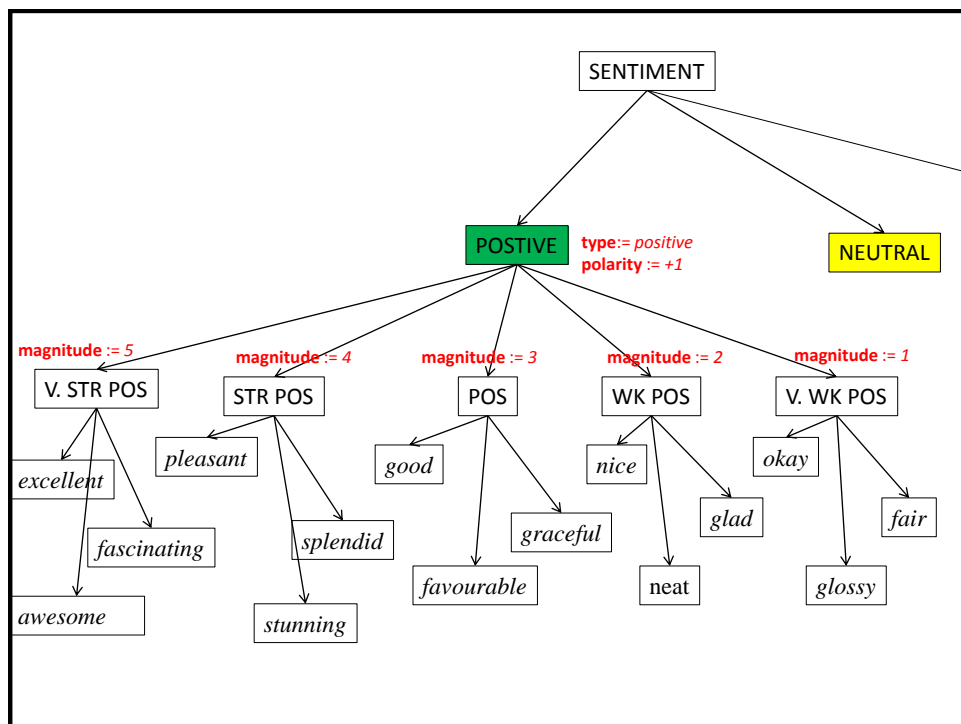 SENTIMENT
POSTIVE
type:= positive
polarity := +1
NEUTRAL
magnitude := 5
magnitude := 4
magnitude := 3
magnitude := 2
magnitude := 1
V. STR POS
STR POS
POS
WK POS
V. WK POS
excellent
pleasant
good
nice
okay
fascinating
splendid
graceful
glad
fair
awesome
stunning
favourable
neat
glossy